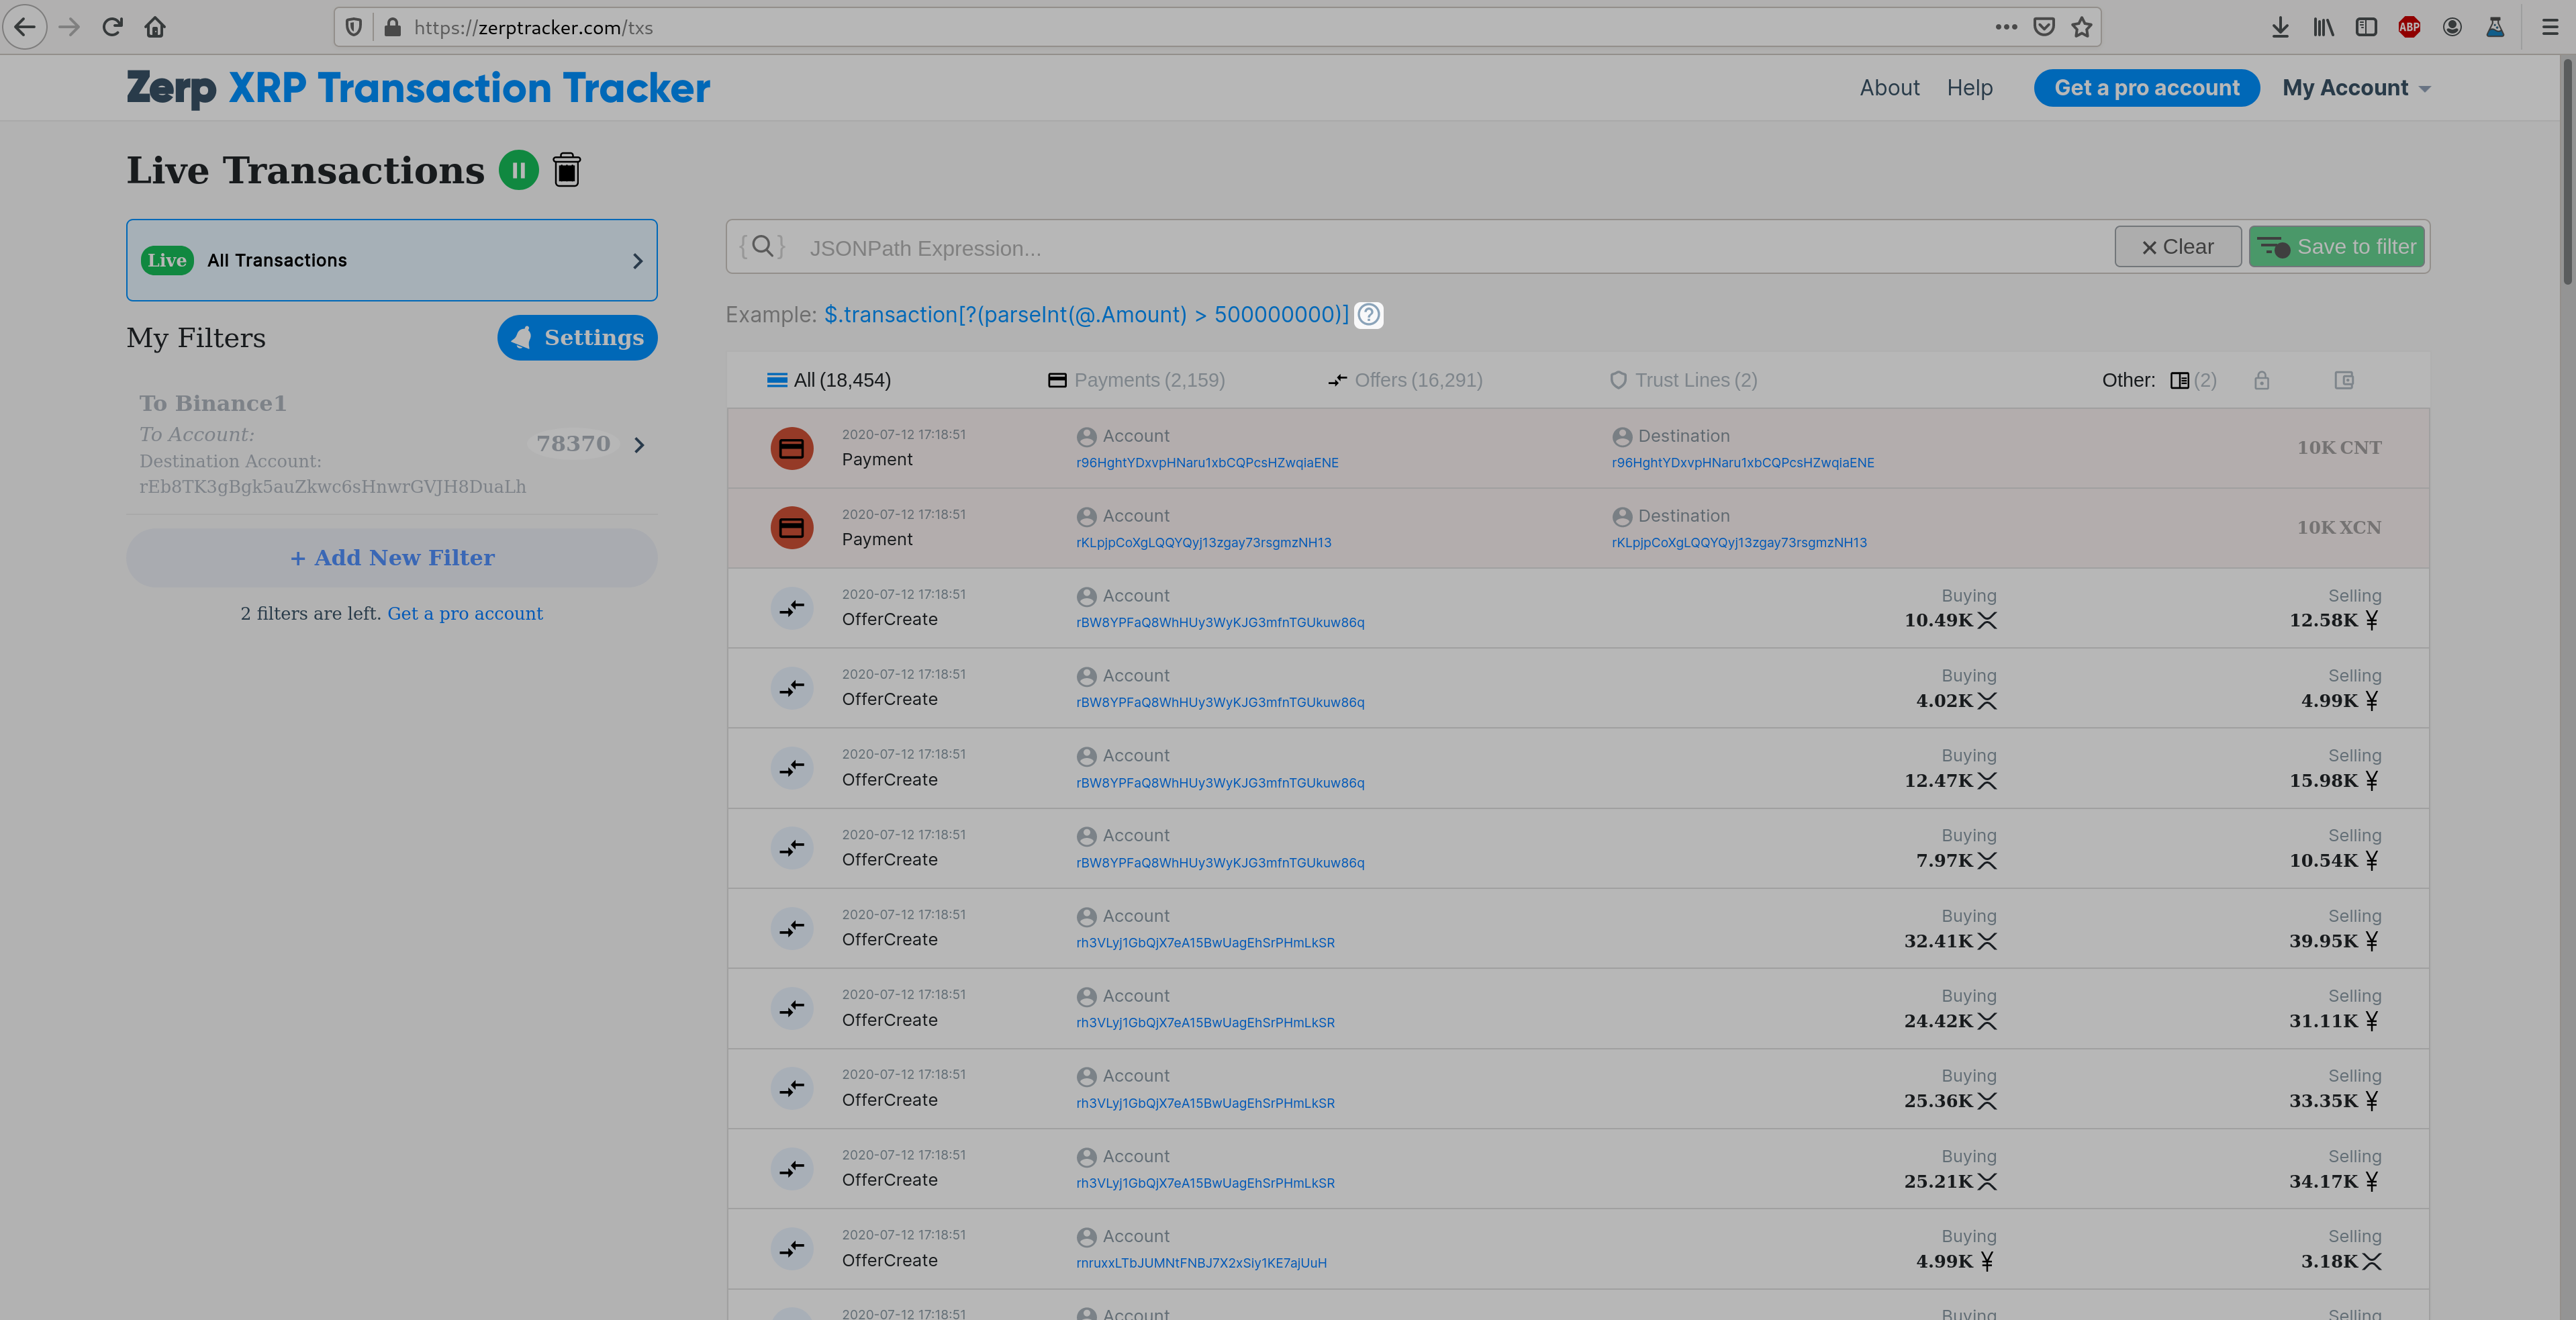 https://zerptracker.com/txs
ABP
Zerp XRP Transaction Tracker
About Help Get a pro account My Account
Live Transactions
Live All Transactions
{ } JSONPath Expression... Clear Save to filter
Example: $.transaction[?(parseInt(@.Amount) > 500000000)]
My Filters Settings
To Binance1
To Account:
Destination Account:
rEb8TK3gBgk5auZkwc6sHnwrGVJH8DuaLh
78370
+ Add New Filter
2 filters are left. Get a pro account
All (18,454) Payments (2,159) Offers (16,291) Trust Lines (2) Other: (2)
2020-07-12 17:18:51 Account Destination
Payment r96HghtYDxvpHNaru1xbCQPcsHZwqiaENE r96HghtYDxvpHNaru1xbCQPcsHZwqiaENE 10K CNT
2020-07-12 17:18:51 Account Destination
Payment rKLpjpCoXgLQQYQyj13zgay73rsgmzNH13 rKLpjpCoXgLQQYQyj13zgay73rsgmzNH13 10K XCN
2020-07-12 17:18:51 Account Buying Selling
OfferCreate rBW8YPFaQ8WhHUy3WyKJG3mfnTGUkuw86q 10.49K 12.58K ¥
2020-07-12 17:18:51 Account Buying Selling
OfferCreate rBW8YPFaQ8WhHUy3WyKJG3mfnTGUkuw86q 4.02K 4.99K ¥
2020-07-12 17:18:51 Account Buying Selling
OfferCreate rBW8YPFaQ8WhHUy3WyKJG3mfnTGUkuw86q 12.47K 15.98K ¥
2020-07-12 17:18:51 Account Buying Selling
OfferCreate rBW8YPFaQ8WhHUy3WyKJG3mfnTGUkuw86q 7.97K 10.54K ¥
2020-07-12 17:18:51 Account Buying Selling
OfferCreate rh3VLyj1GbQjX7eA15BwUagEhSrPHmLkSR 32.41K 39.95K ¥
2020-07-12 17:18:51 Account Buying Selling
OfferCreate rh3VLyj1GbQjX7eA15BwUagEhSrPHmLkSR 24.42K 31.11K ¥
2020-07-12 17:18:51 Account Buying Selling
OfferCreate rh3VLyj1GbQjX7eA15BwUagEhSrPHmLkSR 25.36K 33.35K ¥
2020-07-12 17:18:51 Account Buying Selling
OfferCreate rh3VLyj1GbQjX7eA15BwUagEhSrPHmLkSR 25.21K 34.17K ¥
2020-07-12 17:18:51 Account Buying Selling
OfferCreate rnruxxLTbJUMNtFNBJ7X2xSiy1KE7ajUuH 4.99K ¥ 3.18K
2020-07-12 17:18:51 Account Buying Selling